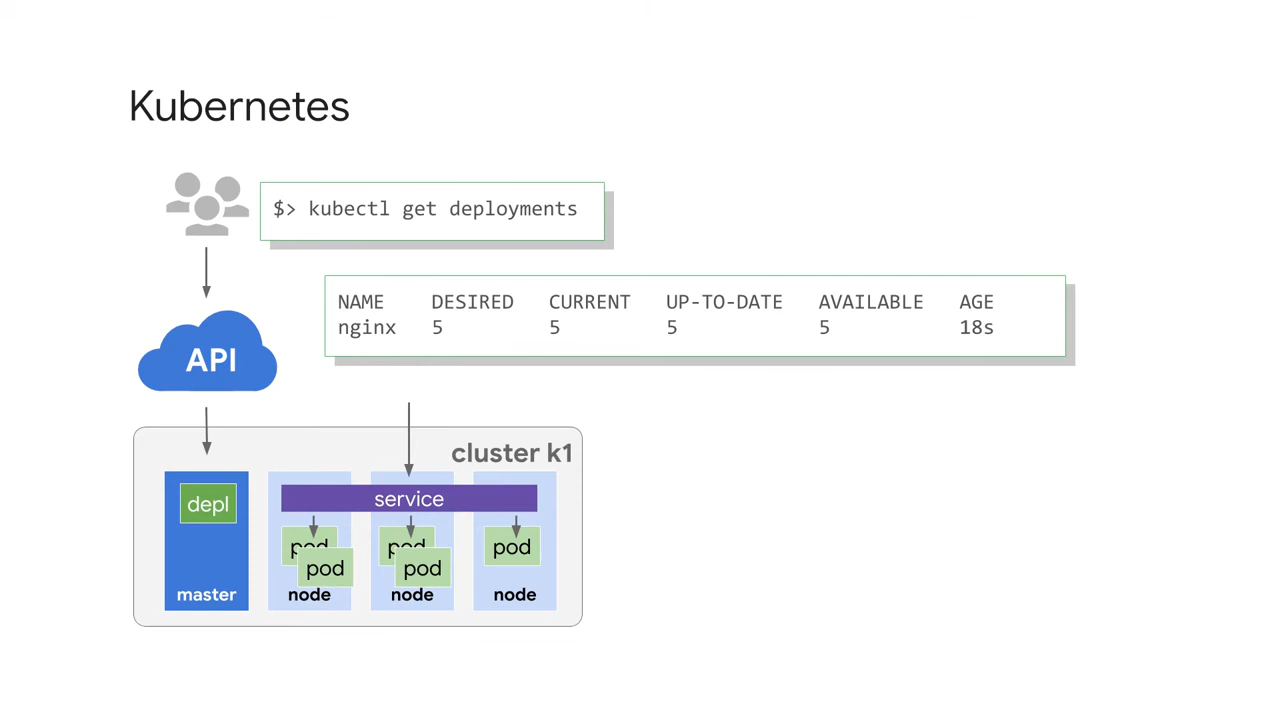 Kubernetes
$> kubectl get deployments
NAME DESIRED CURRENT UP-TO-DATE AVAILABLE AGE
nginx 5 5 5 5 18s
API
cluster k1
depl
service
pod
pod
pod
pod
pod
master
node
node
node